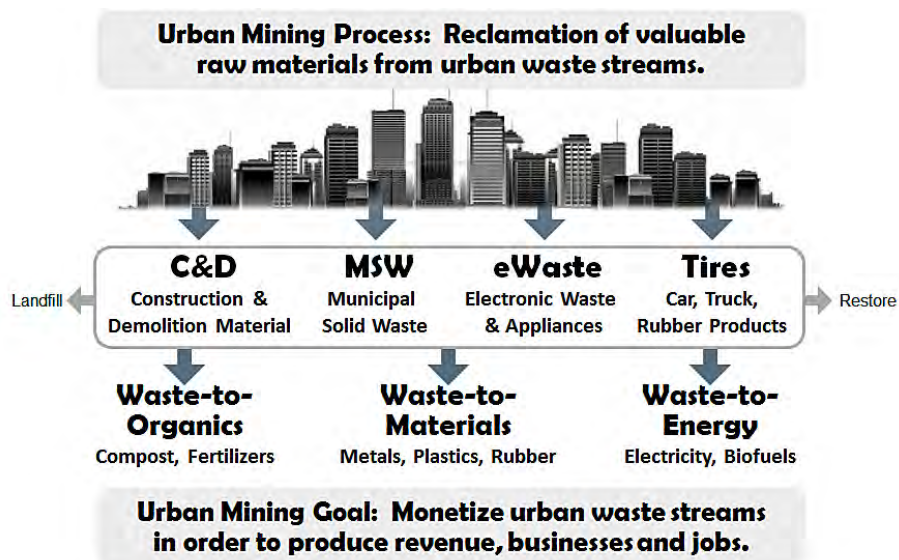 Urban Mining Process: Reclamation of valuable
raw materials from urban waste streams.
C&D
Construction &
Demolition Material
MSW
Municipal
Solid Waste
eWaste
Electronic Waste
& Appliances
Tires
Car, Truck,
Rubber Products
Landfill
Restore
Waste-to-
Organics
Compost, Fertilizers
Waste-to-
Materials
Metals, Plastics, Rubber
Waste-to-
Energy
Electricity, Biofuels
Urban Mining Goal: Monetize urban waste streams
in order to produce revenue, businesses and jobs.